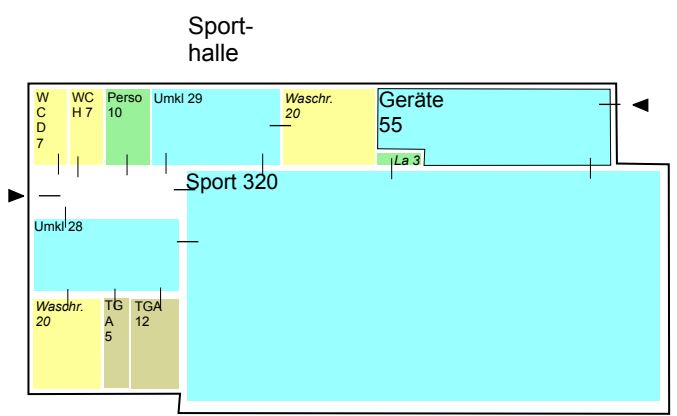 Sport-
halle
W
C
D
7
WC
H 7
Perso
10
Umkl 29
Waschr.
20
Geräte
55
La 3
Sport 320
Umkl 28
Waschr.
20
TG
A
5
TGA
12